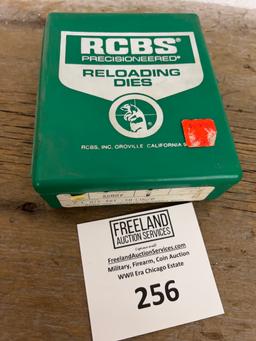 RCBS®
PRECISIONEERED®
RELOADING
DIES
RCBS, INC. OROVILLE CALIFORNIA
FREELAND
AUCTION SERVICES
FreelandAuctionServices.com
Military, Firearm, Coin Auction
WWII Era Chicago Estate
256